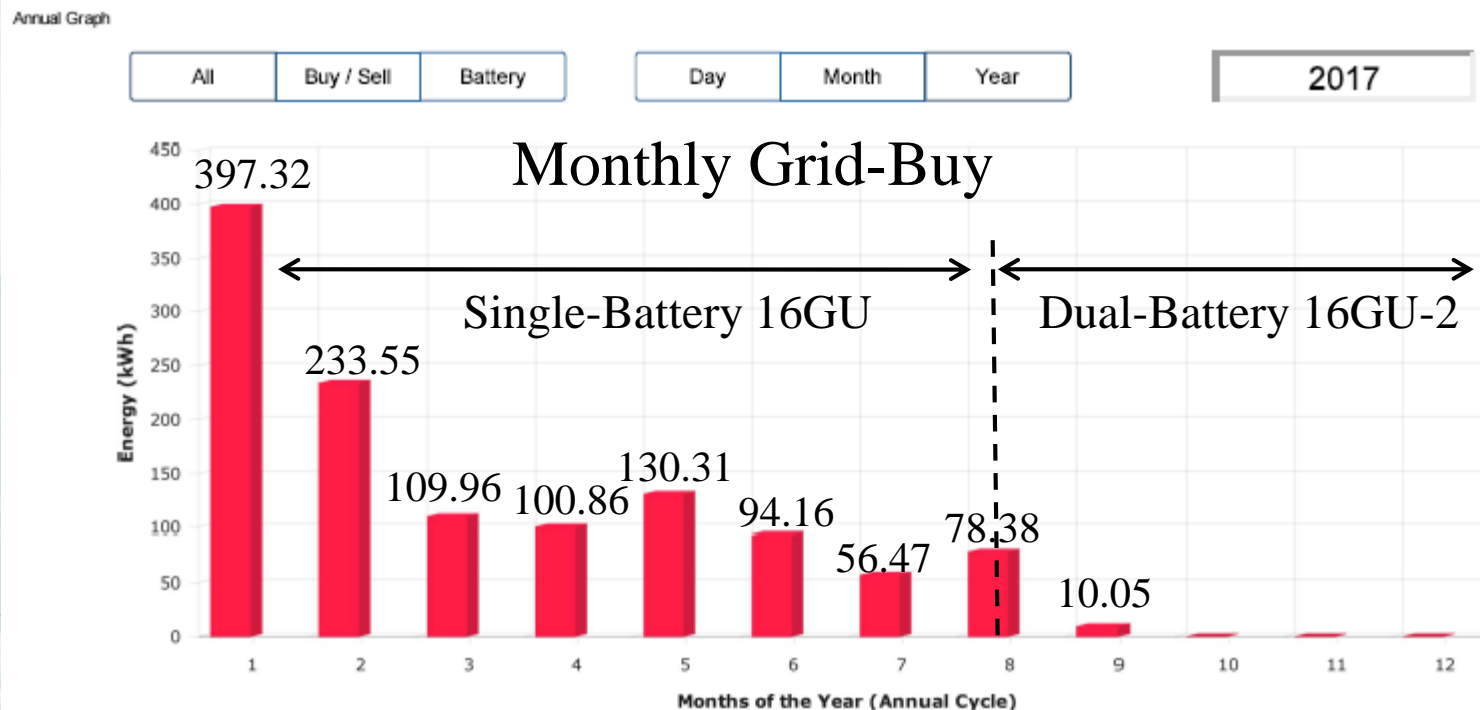 Annual Graph
All Buy / Sell Battery Day Month Year 2017
Monthly Grid-Buy
450
400
350
300
250
200
150
100
50
0
Energy (kWh)
397.32
233.55
109.96
100.86
130.31
94.16
56.47
78.38
10.05
Single-Battery 16GU
Dual-Battery 16GU-2
1 2 3 4 5 6 7 8 9 10 11 12
Months of the Year (Annual Cycle)